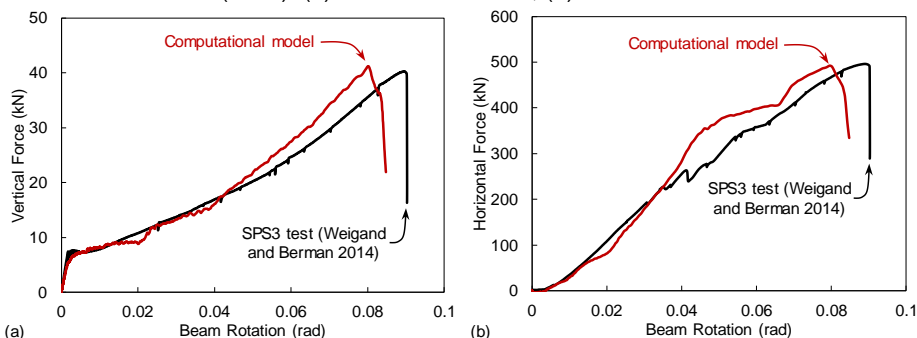 50
40
30
20
10
0
Vertical Force (kN)
Computational model
SPS3 test (Weigand
and Berman 2014)
0
0.02
0.04
0.06
0.08
0.1
Beam Rotation (rad)
(a)
600
500
400
300
200
100
0
Horizontal Force (kN)
Computational model
SPS3 test (Weigand
and Berman 2014)
0
0.02
0.04
0.06
0.08
0.1
Beam Rotation (rad)
(b)